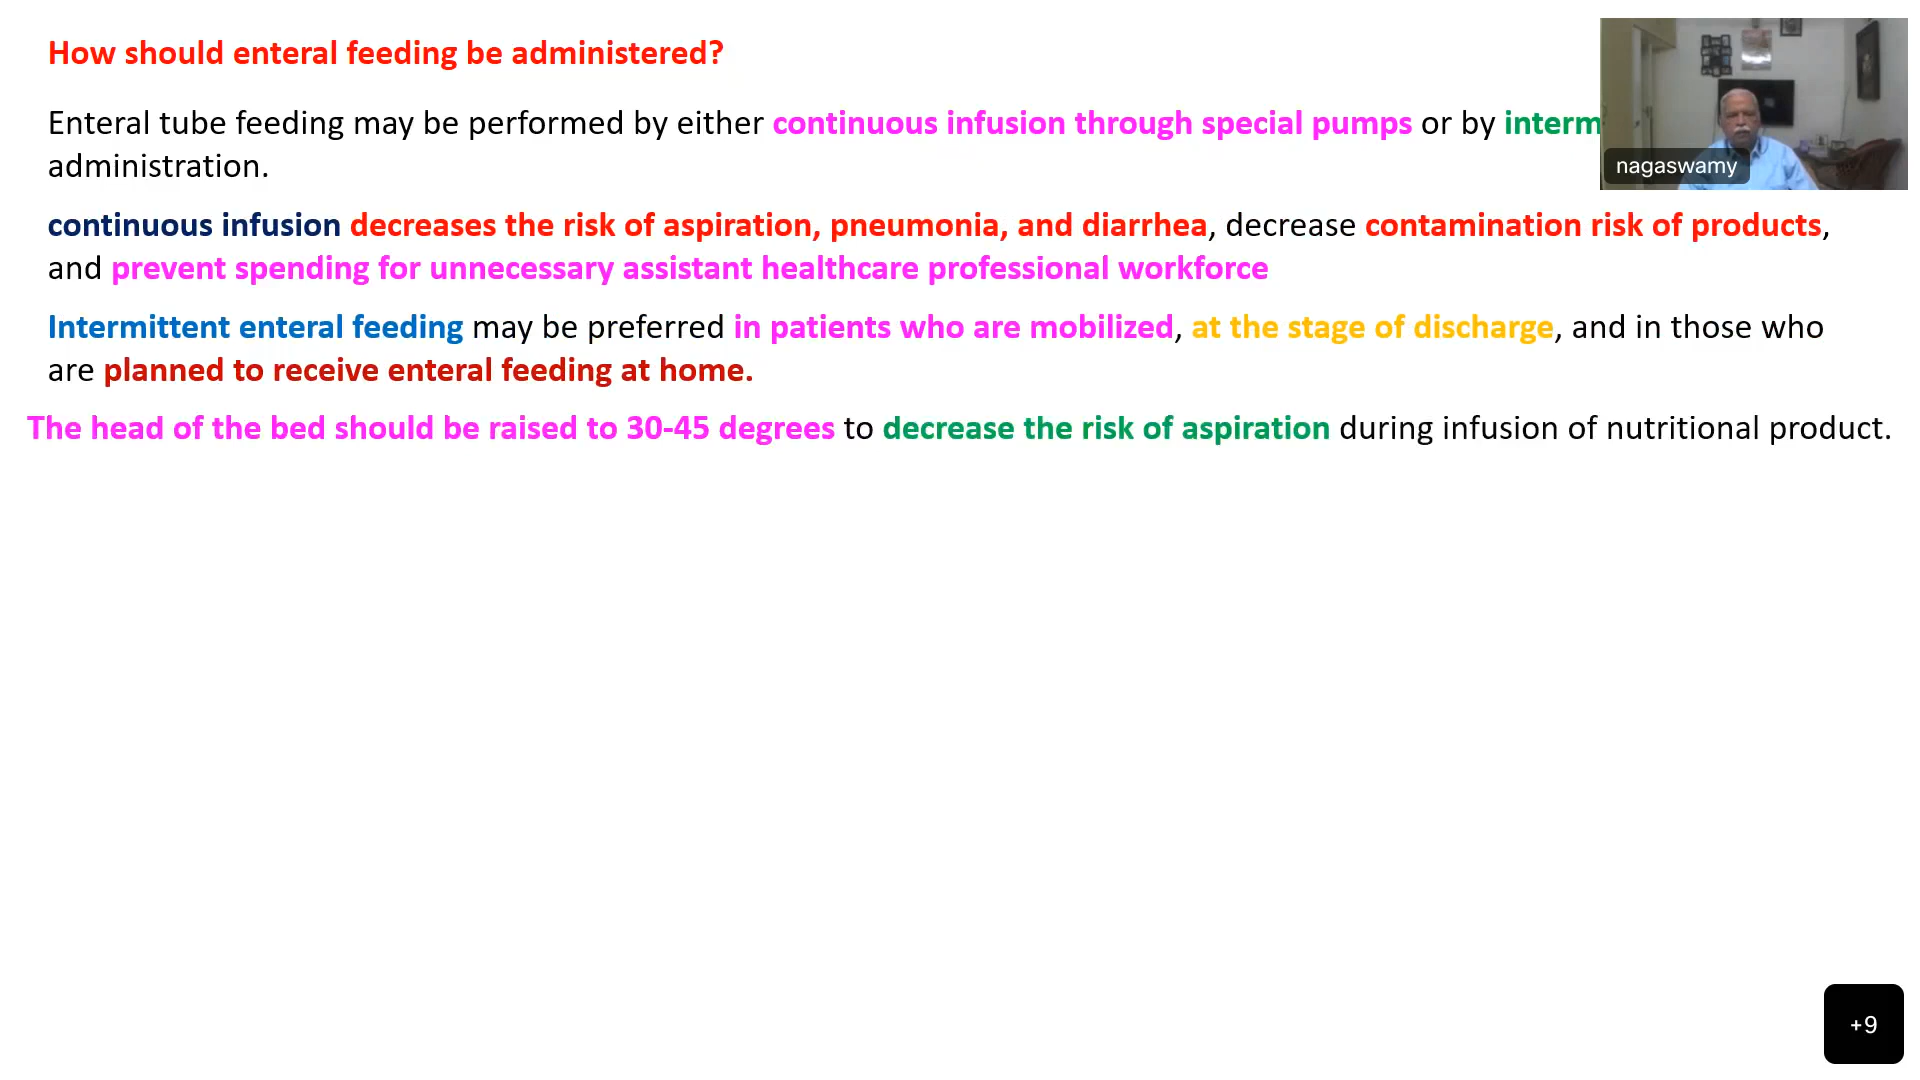 How should enteral feeding be administered?
Enteral tube feeding may be performed by either continuous infusion through special pumps or by
administration.
continuous infusion decreases the risk of aspiration, pneumonia, and diarrhea, decrease contamination risk of products,
and prevent spending for unnecessary assistant healthcare professional workforce
Intermittent enteral feeding may be preferred in patients who are mobilized, at the stage of discharge, and in those who
are planned to receive enteral feeding at home.
The head of the bed should be raised to 30-45 degrees to decrease the risk of aspiration during infusion of nutritional product.
nagaswamy
+9